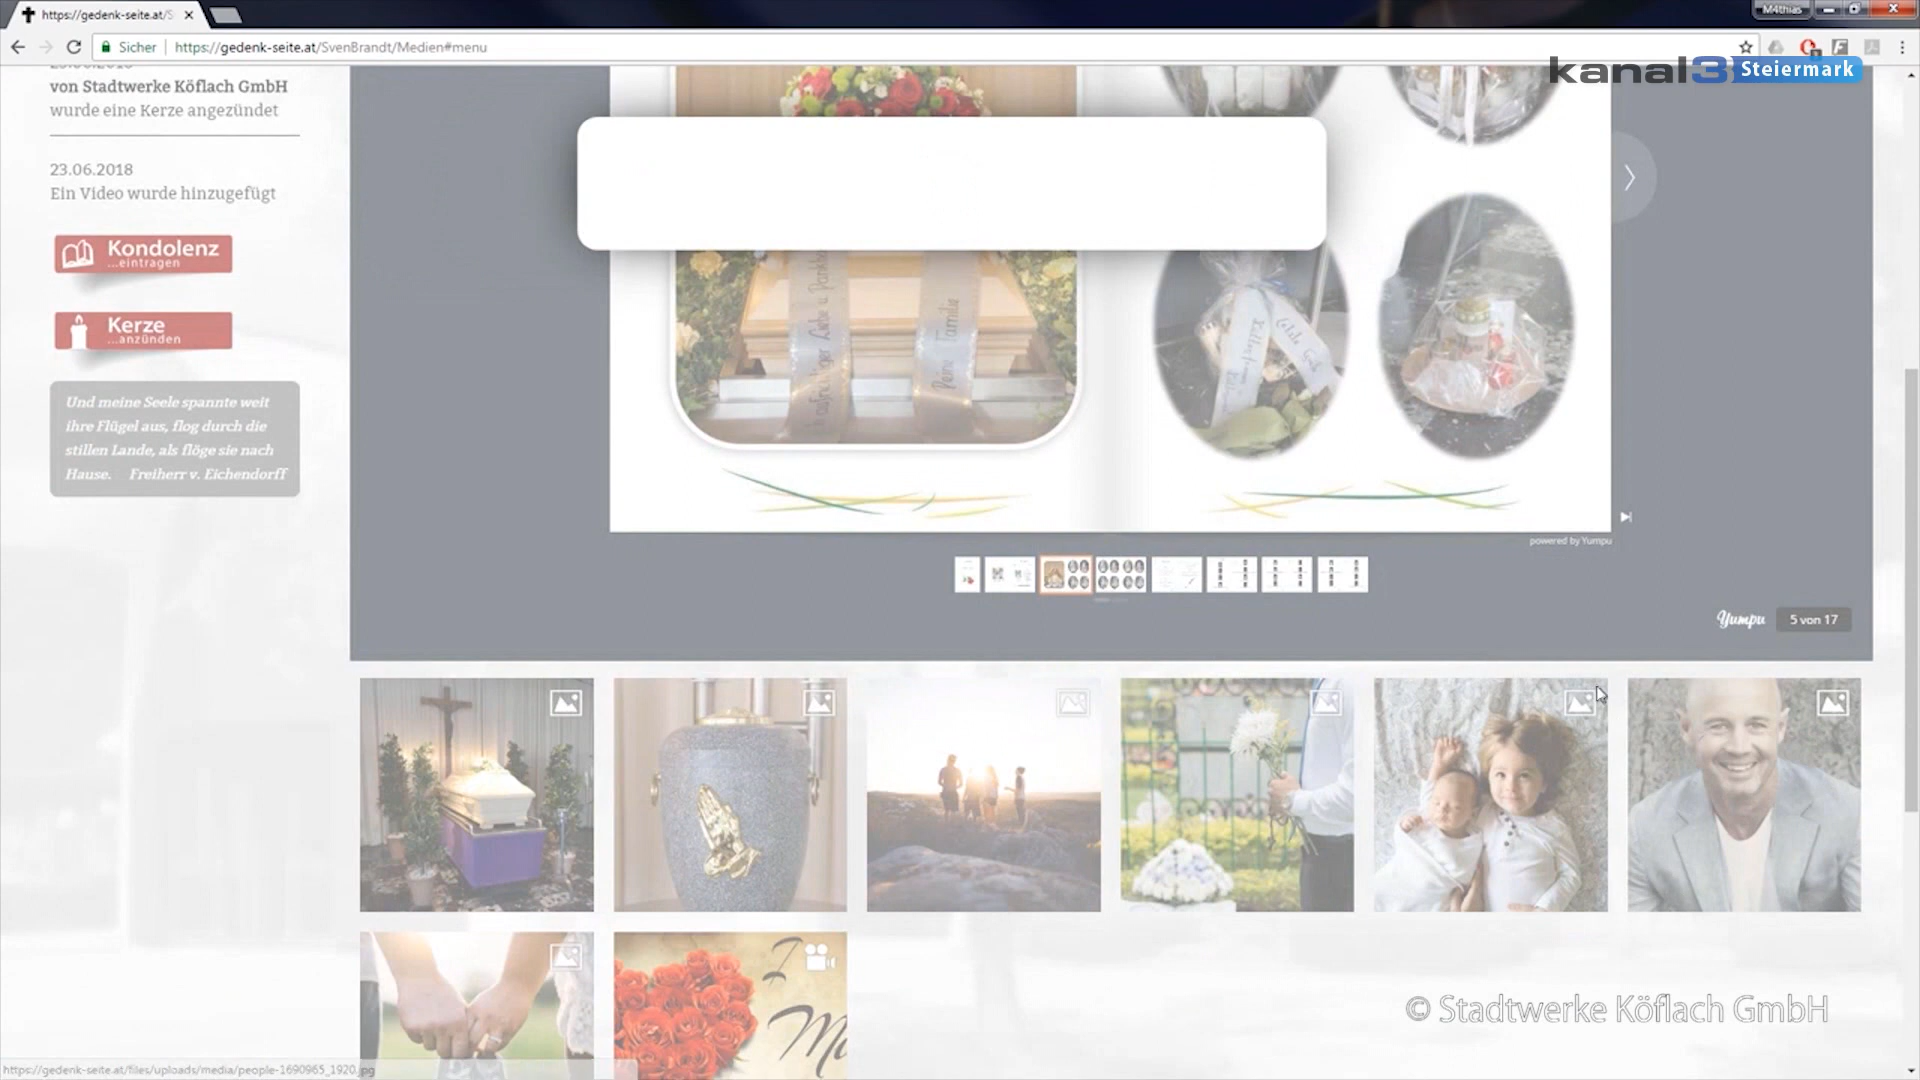 https://gedenk-seite.at/S
M4thias
Sicher
https://gedenk-seite.at/SvenBrandt/Medien#menu
kanal3 Steiermark
von Stadtwerke Köflach GmbH
wurde eine Kerze angezündet
23.06.2018
Ein Video wurde hinzugefügt
Kondolenz
...eintragen
Kerze
...anzünden
Und meine Seele spannte weit
ihre Flügel aus, flog durch die
stillen Lande, als flöge sie nach
Hause. Freiherr v. Eichendorff
Deine Familie
powered by Yumpu
Yumpu
5 von 17
I
© Stadtwerke Köflach GmbH
https://gedenk-seite.at/files/uploads/media/people-1690965_1920.jpg